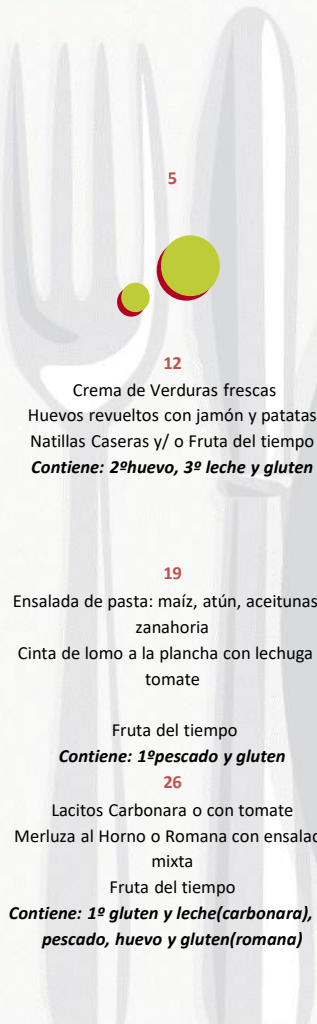 5
12
Crema de Verduras frescas
Huevos revueltos con jamón y patatas
Natillas Caseras y/ o Fruta del tiempo
Contiene: 2ºhuevo, 3º leche y gluten
19
Ensalada de pasta: maíz, atún, aceitunas
zanahoria
Cinta de lomo a la plancha con lechuga
tomate
Fruta del tiempo
Contiene: 1ºpescado y gluten
26
Lacitos Carbonara o con tomate
Merluza al Horno o Romana con ensalad
mixta
Fruta del tiempo
Contiene: 1º gluten y leche(carbonara),
pescado, huevo y gluten(romana)